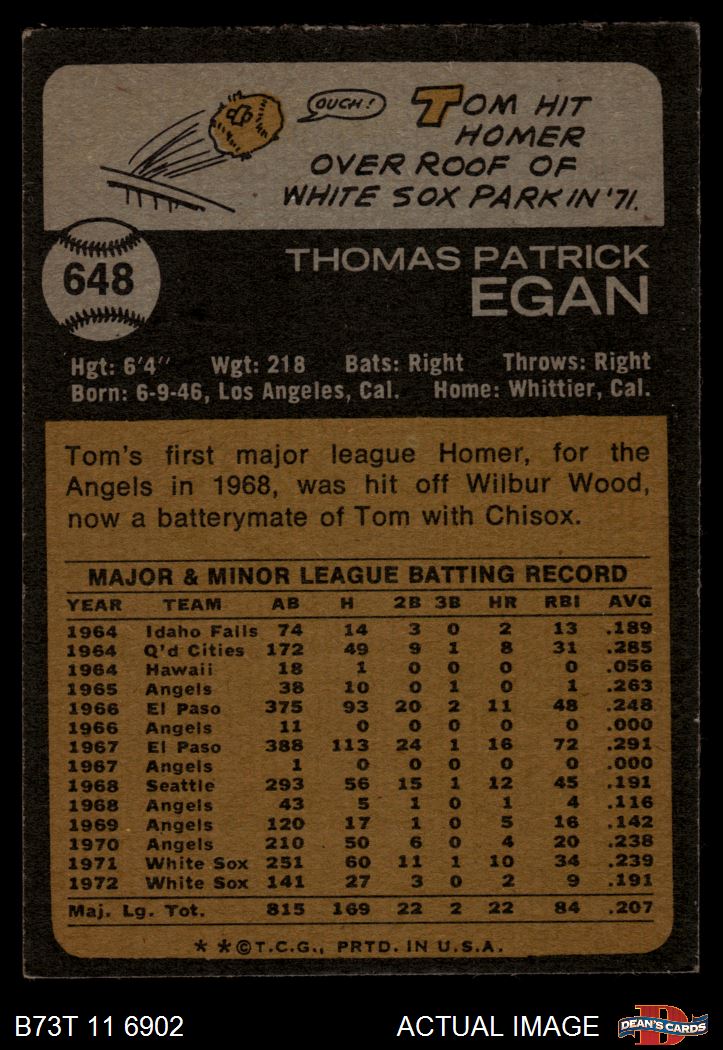 OUCH!
TOM HIT
HOMER
OVER ROOF OF
WHITE SOX PARK IN '71.
648
THOMAS PATRICK
EGAN
Hgt: 6'4" Wgt: 218 Bats: Right Throws: Right
Born: 6-9-46, Los Angeles, Cal. Home: Whittier, Cal.
Tom's first major league Homer, for the
Angels in 1968, was hit off Wilbur Wood,
now a batterymate of Tom with Chisox.
MAJOR & MINOR LEAGUE BATTING RECORD
YEAR TEAM AB H 2B 3B HR RBI AVG
1964 Idaho Falls 74 14 3 0 2 13 .189
1964 Q'd Cities 172 49 9 1 8 31 .285
1964 Hawaii 18 1 0 0 0 0 .056
1965 Angels 38 10 0 1 0 1 .263
1966 El Paso 375 93 20 2 11 48 .248
1966 Angels 11 0 0 0 0 0 .000
1967 El Paso 388 113 24 1 16 72 .291
1967 Angels 1 0 0 0 0 0 .000
1968 Seattle 293 56 15 1 12 45 .191
1968 Angels 43 5 1 0 1 4 .116
1969 Angels 120 17 1 0 5 16 .142
1970 Angels 210 50 6 0 4 20 .238
1971 White Sox 251 60 11 1 10 34 .239
1972 White Sox 141 27 3 0 2 9 .191
Maj. Lg. Tot. 815 169 22 2 22 84 .207
* *©T.C.G., PRTD. IN U.S.A.
B73T 11 6902 ACTUAL IMAGE
D
DEAN'S CARDS